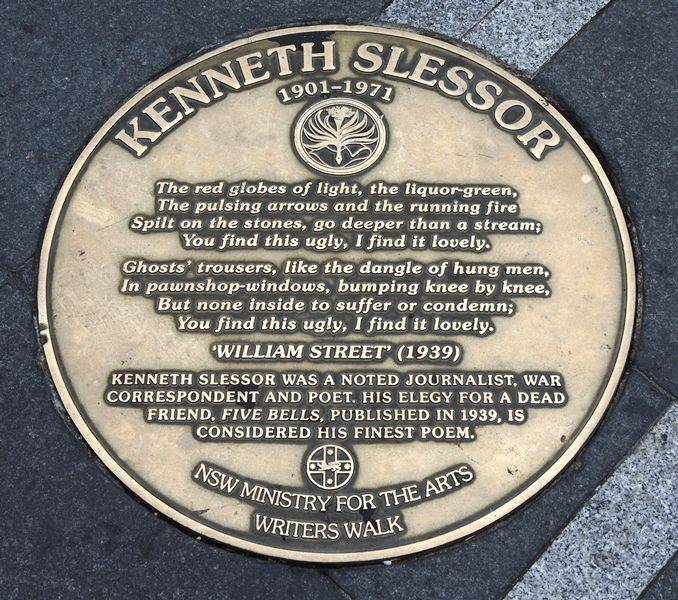 KENNETH SLESSOR
1901–1971
The red globes of light, the liquor-green,
The pulsing arrows and the running fire
Spilt on the stones, go deeper than a stream;
You find this ugly, I find it lovely.
Ghosts' trousers, like the dangle of hung men,
In pawnshop-windows, bumping knee by knee,
But none inside to suffer or condemn;
You find this ugly, I find it lovely.
'WILLIAM STREET' (1939)
KENNETH SLESSOR WAS A NOTED JOURNALIST, WAR
CORRESPONDENT AND POET. HIS ELEGY FOR A DEAD
FRIEND, FIVE BELLS, PUBLISHED IN 1939, IS
CONSIDERED HIS FINEST POEM.
NSW MINISTRY FOR THE ARTS
WRITERS WALK